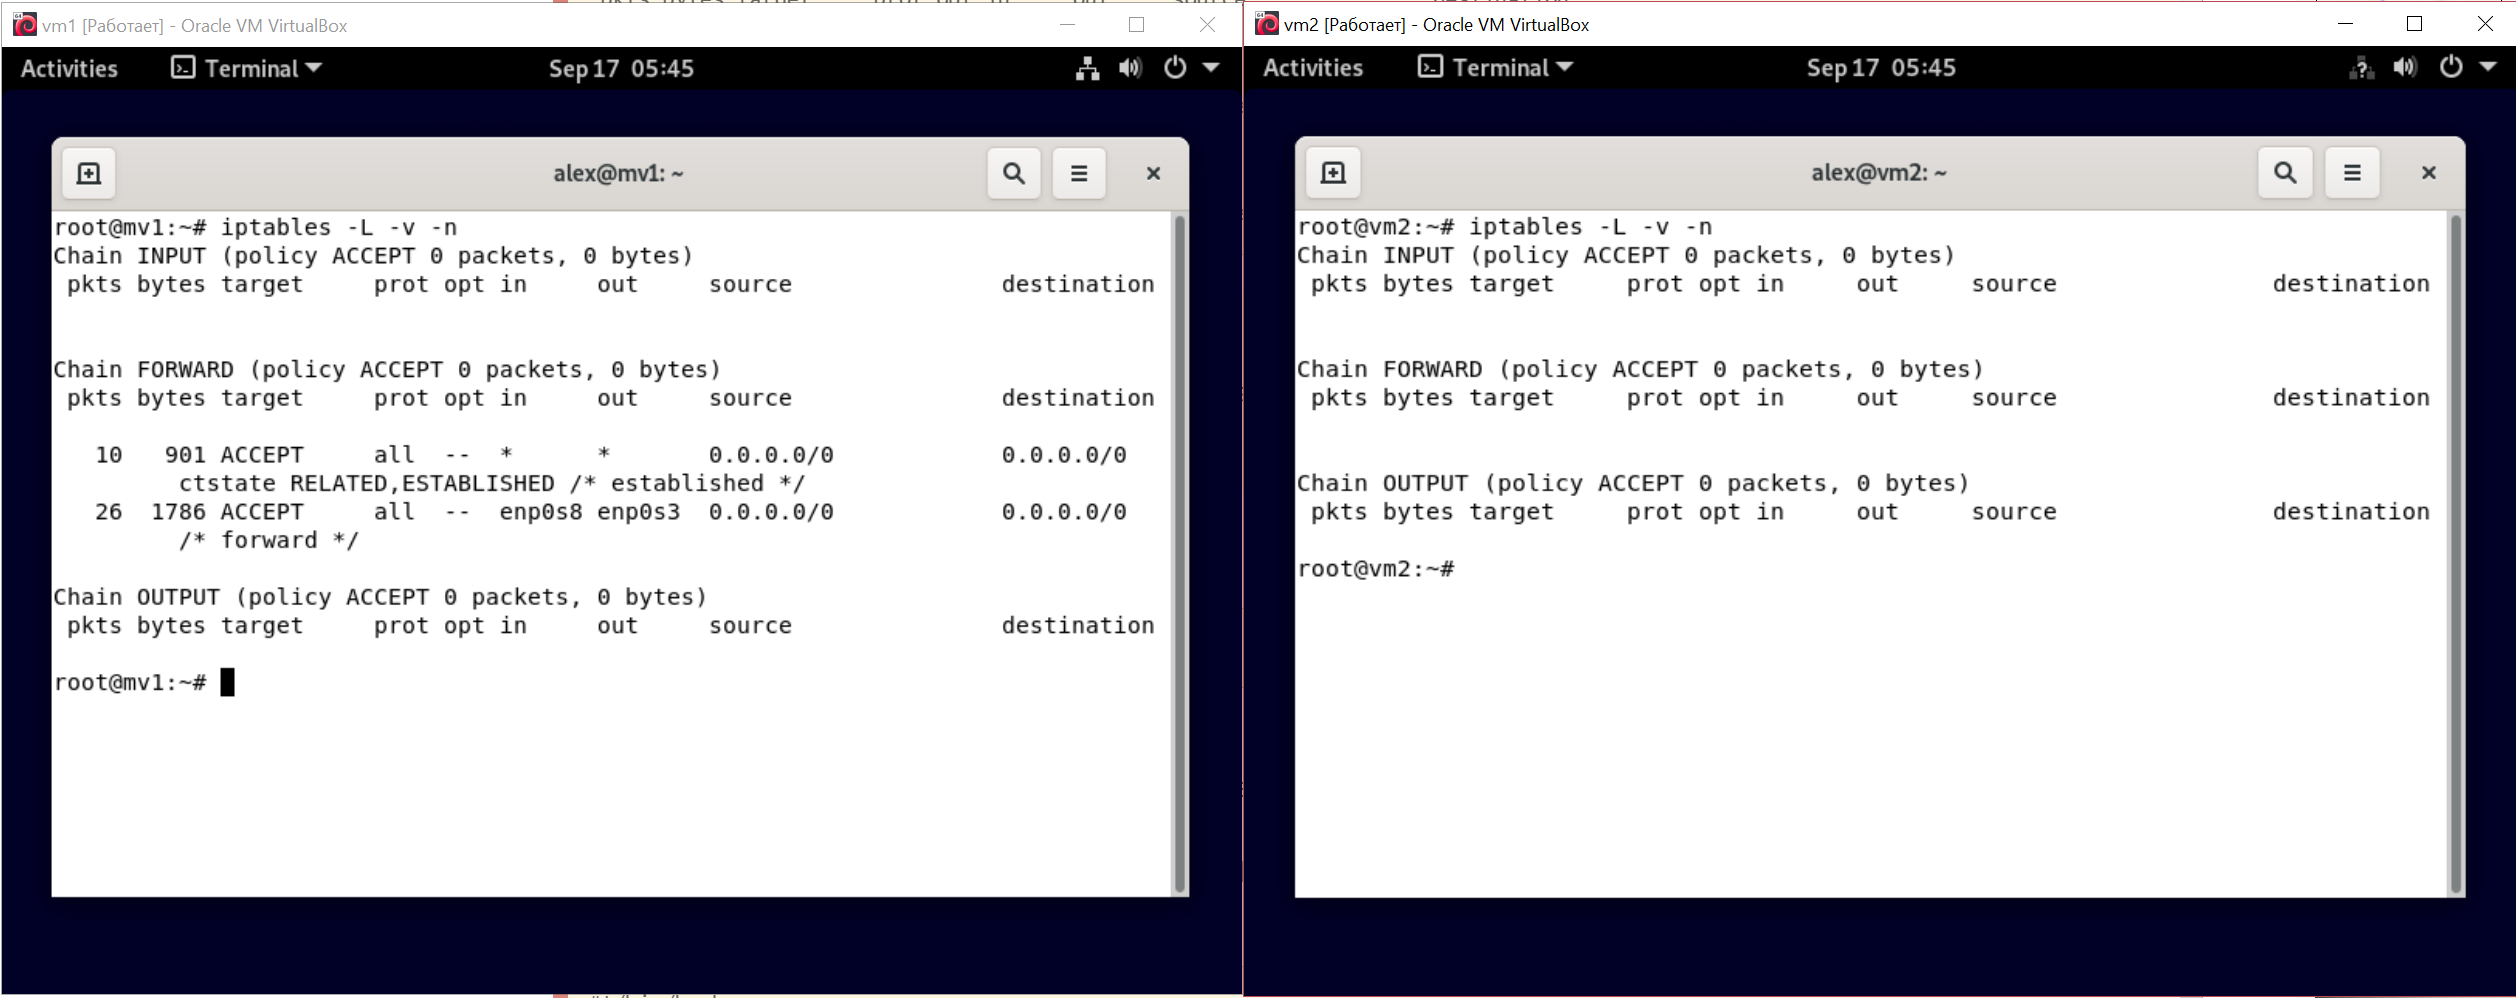 vm1 [Работает] - Oracle VM VirtualBox
Activities Terminal Sep 17 05:45
alex@mv1: ~
root@mv1:~# iptables -L -v -n
Chain INPUT (policy ACCEPT 0 packets, 0 bytes)
pkts bytes target prot opt in out source destination
Chain FORWARD (policy ACCEPT 0 packets, 0 bytes)
pkts bytes target prot opt in out source destination
10 901 ACCEPT all -- * * 0.0.0.0/0 0.0.0.0/0
ctstate RELATED,ESTABLISHED /* established */
26 1786 ACCEPT all -- enp0s8 enp0s3 0.0.0.0/0 0.0.0.0/0
/* forward */
Chain OUTPUT (policy ACCEPT 0 packets, 0 bytes)
pkts bytes target prot opt in out source destination
root@mv1:~#
vm2 [Работает] - Oracle VM VirtualBox
Activities Terminal Sep 17 05:45
alex@vm2: ~
root@vm2:~# iptables -L -v -n
Chain INPUT (policy ACCEPT 0 packets, 0 bytes)
pkts bytes target prot opt in out source destination
Chain FORWARD (policy ACCEPT 0 packets, 0 bytes)
pkts bytes target prot opt in out source destination
Chain OUTPUT (policy ACCEPT 0 packets, 0 bytes)
pkts bytes target prot opt in out source destination
root@vm2:~#